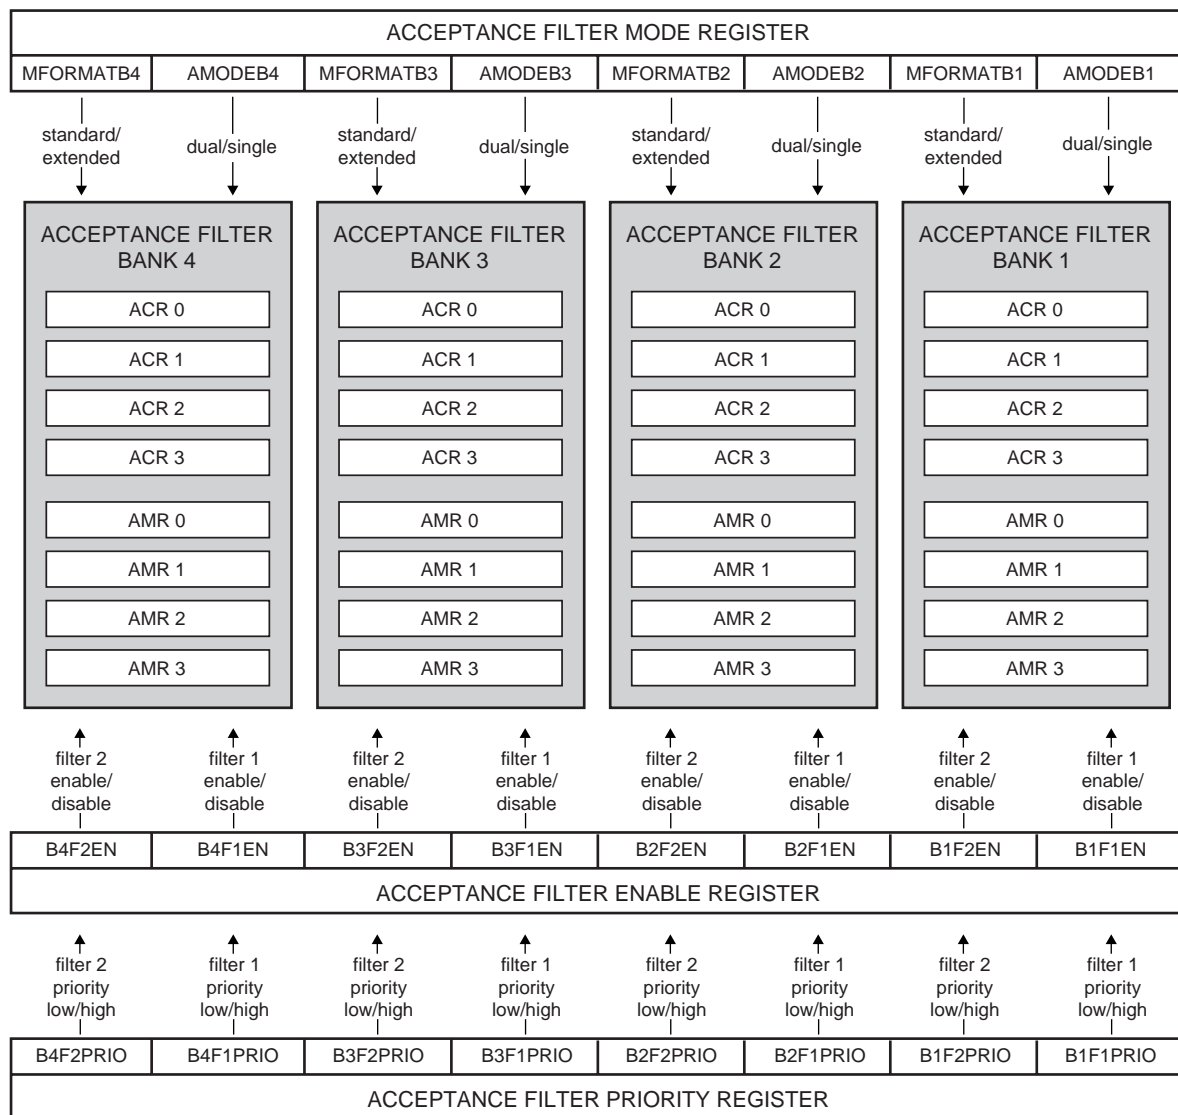 ACCEPTANCE FILTER MODE REGISTER
MFORMATB4 AMODEB4 MFORMATB3 AMODEB3 MFORMATB2 AMODEB2 MFORMATB1 AMODEB1
standard/ extended dual/single standard/ extended dual/single standard/ extended dual/single standard/ extended dual/single
ACCEPTANCE FILTER ACCEPTANCE FILTER ACCEPTANCE FILTER ACCEPTANCE FILTER
BANK 4 BANK 3 BANK 2 BANK 1
ACR 0 ACR 0 ACR 0 ACR 0
ACR 1 ACR 1 ACR 1 ACR 1
ACR 2 ACR 2 ACR 2 ACR 2
ACR 3 ACR 3 ACR 3 ACR 3
AMR 0 AMR 0 AMR 0 AMR 0
AMR 1 AMR 1 AMR 1 AMR 1
AMR 2 AMR 2 AMR 2 AMR 2
AMR 3 AMR 3 AMR 3 AMR 3
filter 2 filter 1 filter 2 filter 1 filter 2 filter 1 filter 2 filter 1
enable/ enable/ enable/ enable/ enable/ enable/ enable/ enable/
disable disable disable disable disable disable disable disable
B4F2EN B4F1EN B3F2EN B3F1EN B2F2EN B2F1EN B1F2EN B1F1EN
ACCEPTANCE FILTER ENABLE REGISTER
filter 2 filter 1 filter 2 filter 1 filter 2 filter 1 filter 2 filter 1
priority priority priority priority priority priority priority priority
low/high low/high low/high low/high low/high low/high low/high low/high
B4F2PRIO B4F1PRIO B3F2PRIO B3F1PRIO B2F2PRIO B2F1PRIO B1F2PRIO B1F1PRIO
ACCEPTANCE FILTER PRIORITY REGISTER